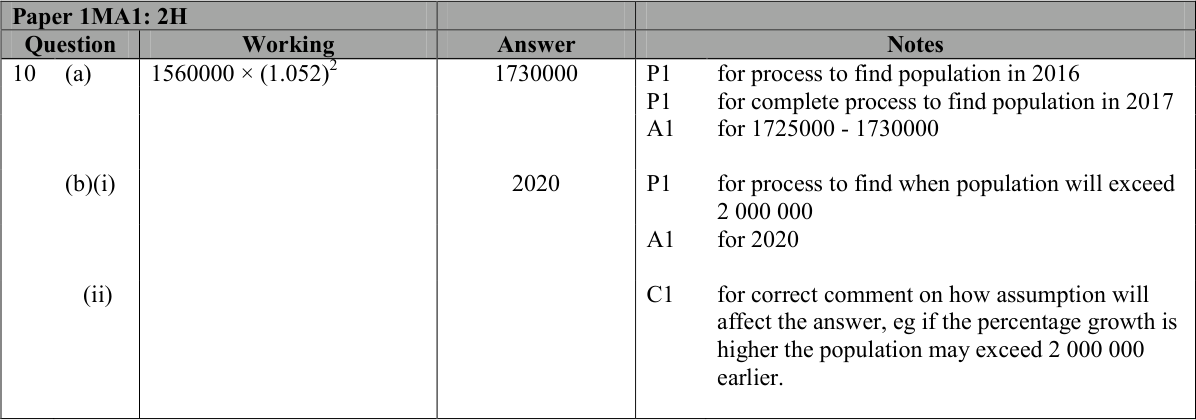 Paper 1MA1: 2H
Question Working Answer Notes
10 (a) 1560000 × (1.052)² 1730000 P1 for process to find population in 2016
P1 for complete process to find population in 2017
A1 for 1725000 - 1730000
(b)(i) 2020 P1 for process to find when population will exceed
2 000 000
A1 for 2020
(ii) C1 for correct comment on how assumption will
affect the answer, eg if the percentage growth is
higher the population may exceed 2 000 000
earlier.